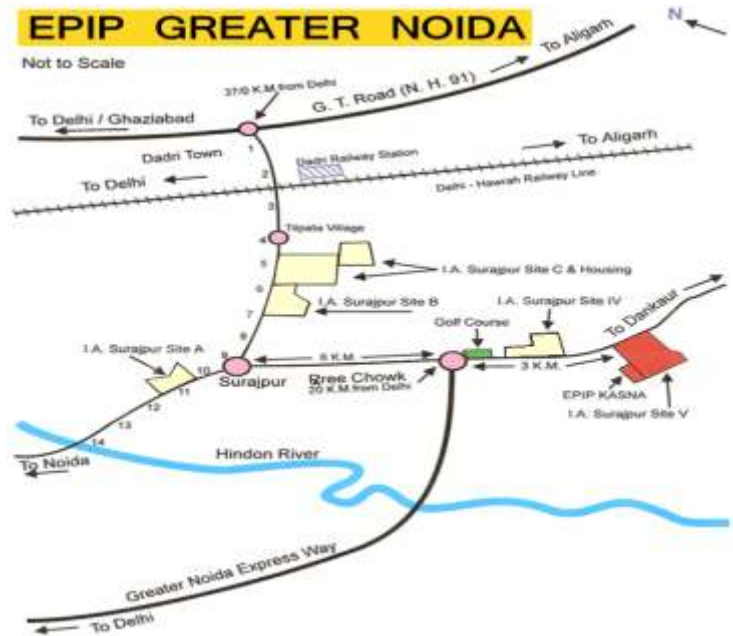 EPIP GREATER NOIDA
N
Not to Scale
To Aligarh
37/0 K.M from Delhi
G. T. Road (N. H. 91)
To Delhi / Ghaziabad
1
Dadri Town
Dadri Railway Station
To Aligarh
2
To Delhi
Delhi - Hawrah Railway Line
3
Tilpata Village
4
5
I.A. Surajpur Site C & Housing
6
I.A. Surajpur Site B
7
I.A. Surajpur Site IV
To Dankaur
8
Golf Course
I.A. Surajpur Site A
9
6 K.M.
3 K.M.
10
Surajpur
Pree Chowk
20 K.M from Delhi
11
EPIP KASNA
12
I.A. Surajpur Site V
13
14
To Noida
Hindon River
Greater Noida Express Way
To Delhi